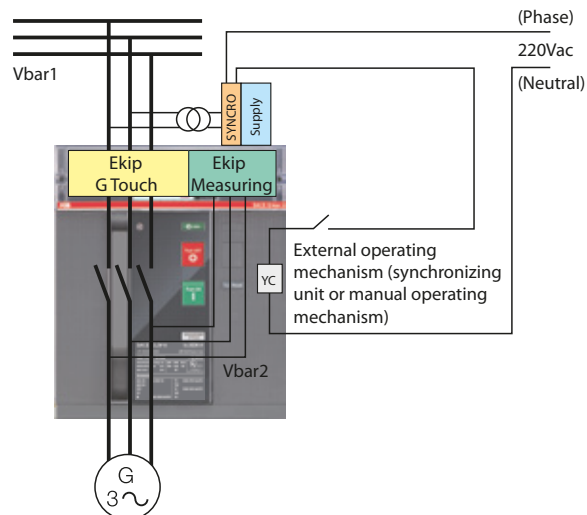 (Phase)
220Vac
(Neutral)
Vbar1
SYNCRO
Supply
Ekip
G Touch
Ekip
Measuring
ABB
External operating
mechanism (synchronizing
unit or manual operating
mechanism)
YC
Vbar2
G
3